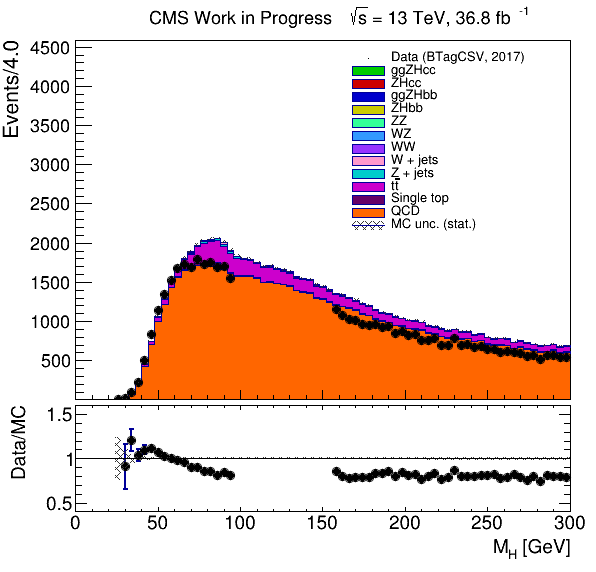 CMS Work in Progress √s = 13 TeV, 36.8 fb -1
Events/4.0
4500
4000
3500
3000
2500
2000
1500
1000
500
Data (BTagCSV, 2017)
ggZHcc
ZHcc
ggZHbb
ZHbb
ZZ
WZ
WW
W + jets
Z + jets
tt̅
Single top
QCD
MC unc. (stat.)
Data/MC
1.5
1
0.5
0 50 100 150 200 250 300
M_H [GeV]